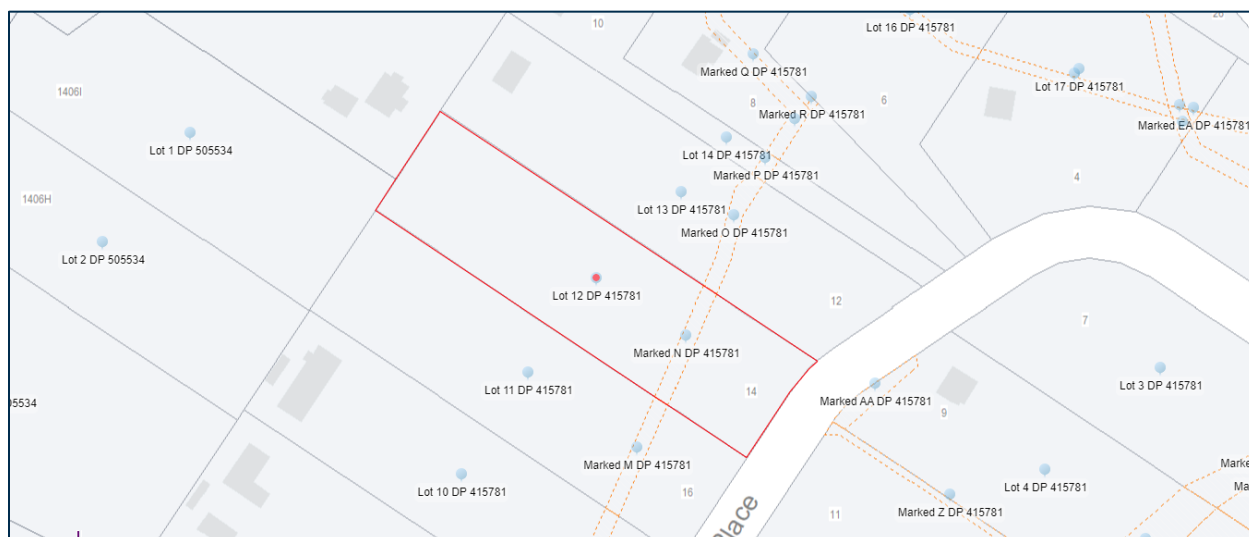 10
20
Lot 16 DP 415781
Marked Q DP 415781
Lot 17 DP 415781
1406I
8
6
Marked R DP 415781
Marked EA DP 415781
Lot 1 DP 505534
Lot 14 DP 415781
Marked P DP 415781
4
1406H
Lot 13 DP 415781
Marked O DP 415781
Lot 2 DP 505534
Lot 12 DP 415781
12
7
Marked N DP 415781
Lot 11 DP 415781
Lot 3 DP 415781
14
Marked AA DP 415781
9
Marked M DP 415781
Lot 10 DP 415781
16
Lot 4 DP 415781
Marked Z DP 415781
11
Place